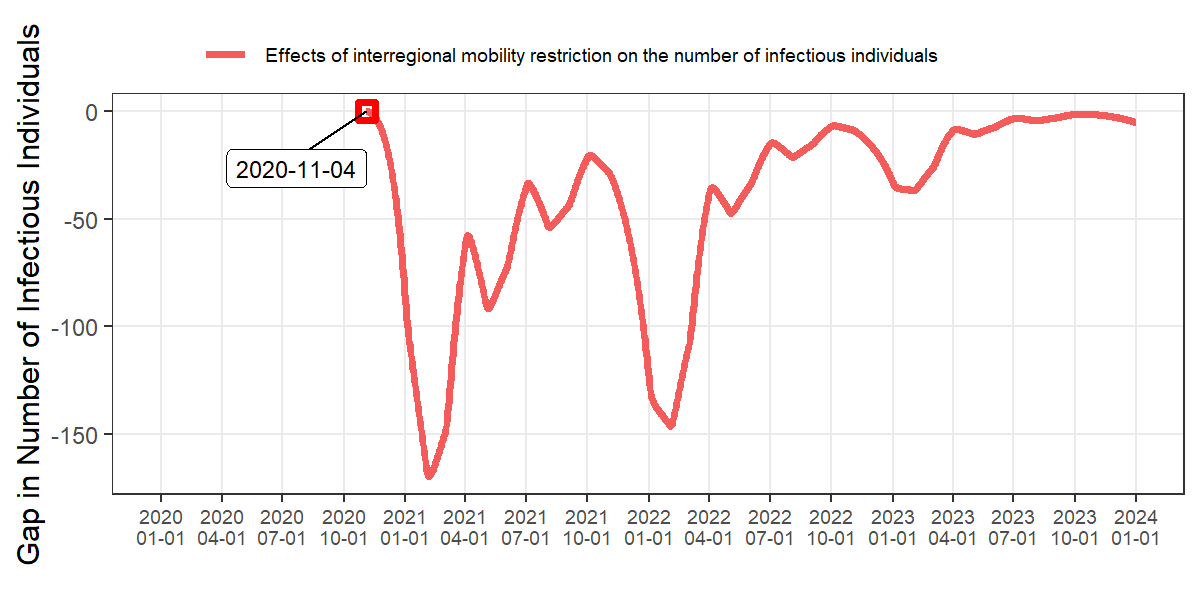 Effects of interregional mobility restriction on the number of infectious individuals
Gap in Number of Infectious Individuals
0
-50
-100
-150
2020-11-04
2020 2020 2020 2020 2021 2021 2021 2021 2022 2022 2022 2022 2023 2023 2023 2023 2024
01-01 04-01 07-01 10-01 01-01 04-01 07-01 10-01 01-01 04-01 07-01 10-01 01-01 04-01 07-01 10-01 01-01